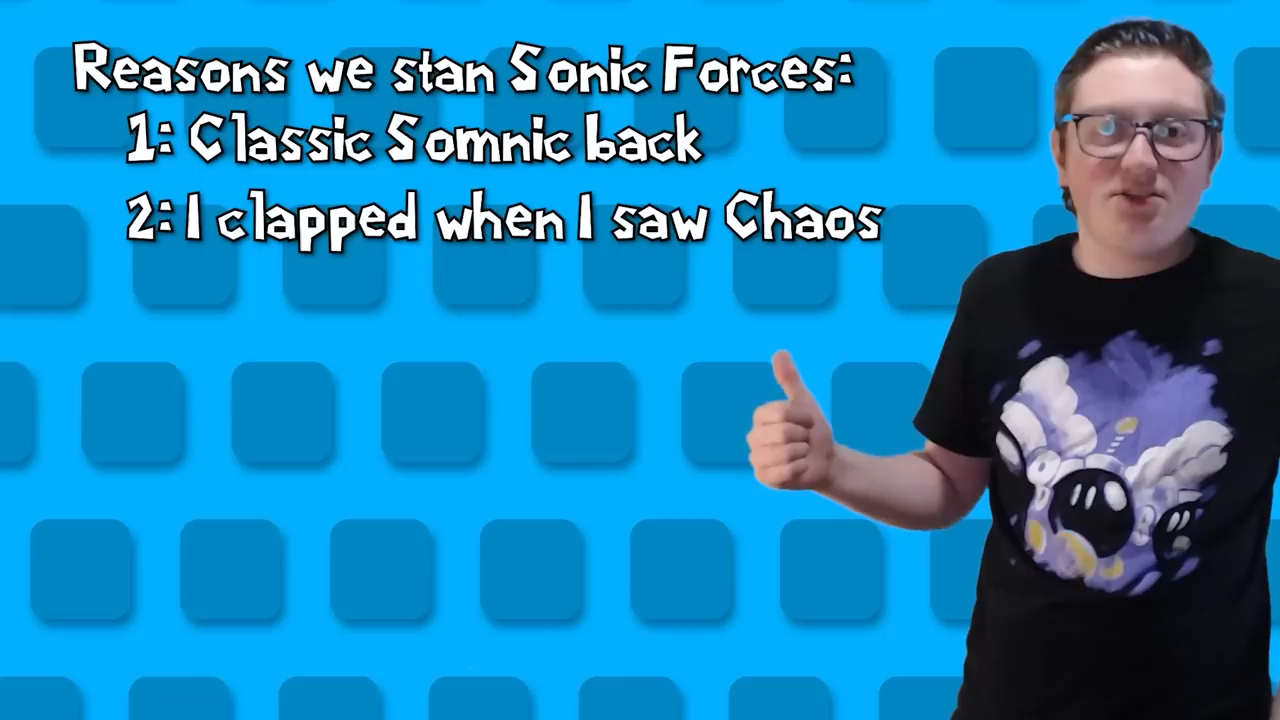 Reasons we stan Sonic Forces:
1: Classic Somnic back
2: I clapped when I saw Chaos